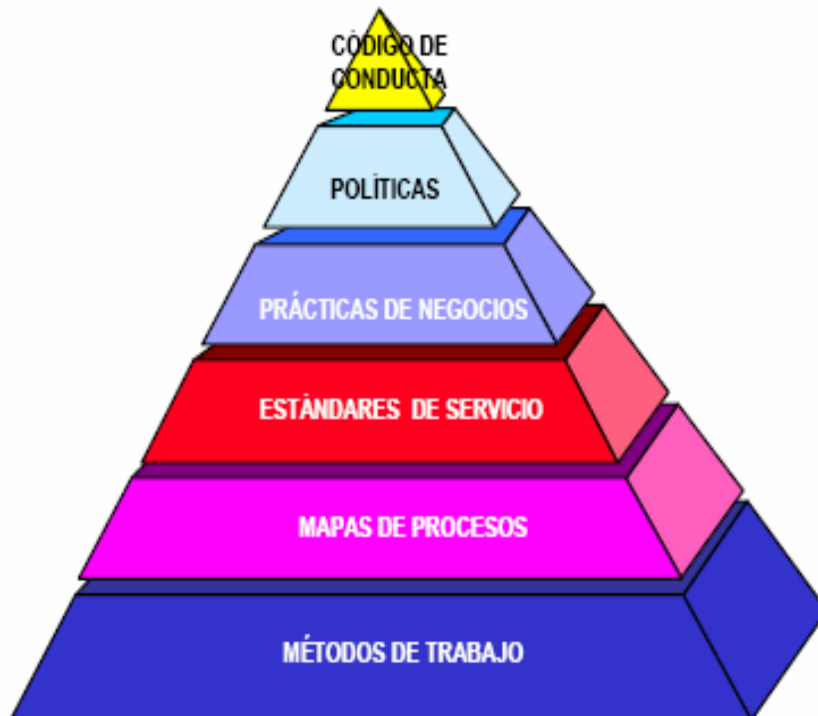 CÓDIGO DE
CONDUCTA
POLÍTICAS
PRÁCTICAS DE NEGOCIOS
ESTÁNDARES DE SERVICIO
MAPAS DE PROCESOS
MÉTODOS DE TRABAJO